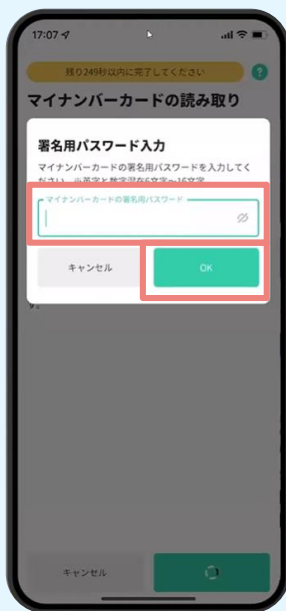 17:07
残り249秒以内に完了してください
?
マイナンバーカードの読み取り
署名用パスワード入力
マイナンバーカードの署名用パスワードを入力してく
ださい。※英字と数字混在6文字～16文字
マイナンバーカードの署名用パスワード
キャンセル
OK
キャンセル